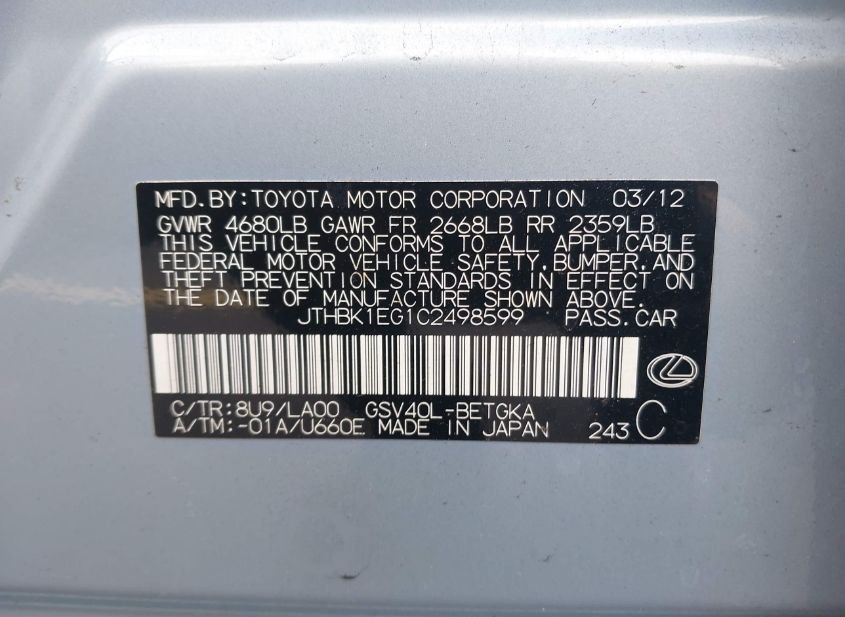 MFD.BY:TOYOTA MOTOR CORPORATION 03/12
GVWR 4680LB GAWR FR 2668LB RR 2359LB
THIS VEHICLE CONFORMS TO ALL APPLICABLE
FEDERAL MOTOR VEHICLE SAFETY,BUMPER,AND
THEFT PREVENTION STANDARDS IN EFFECT ON
THE DATE OF MANUFACTURE SHOWN ABOVE.
JTHBK1EG1C2498599 PASS.CAR
C/TR:8U9/LA00 GSV40L-BETGKA
A/TM:-01A/U660E MADE IN JAPAN 243 C